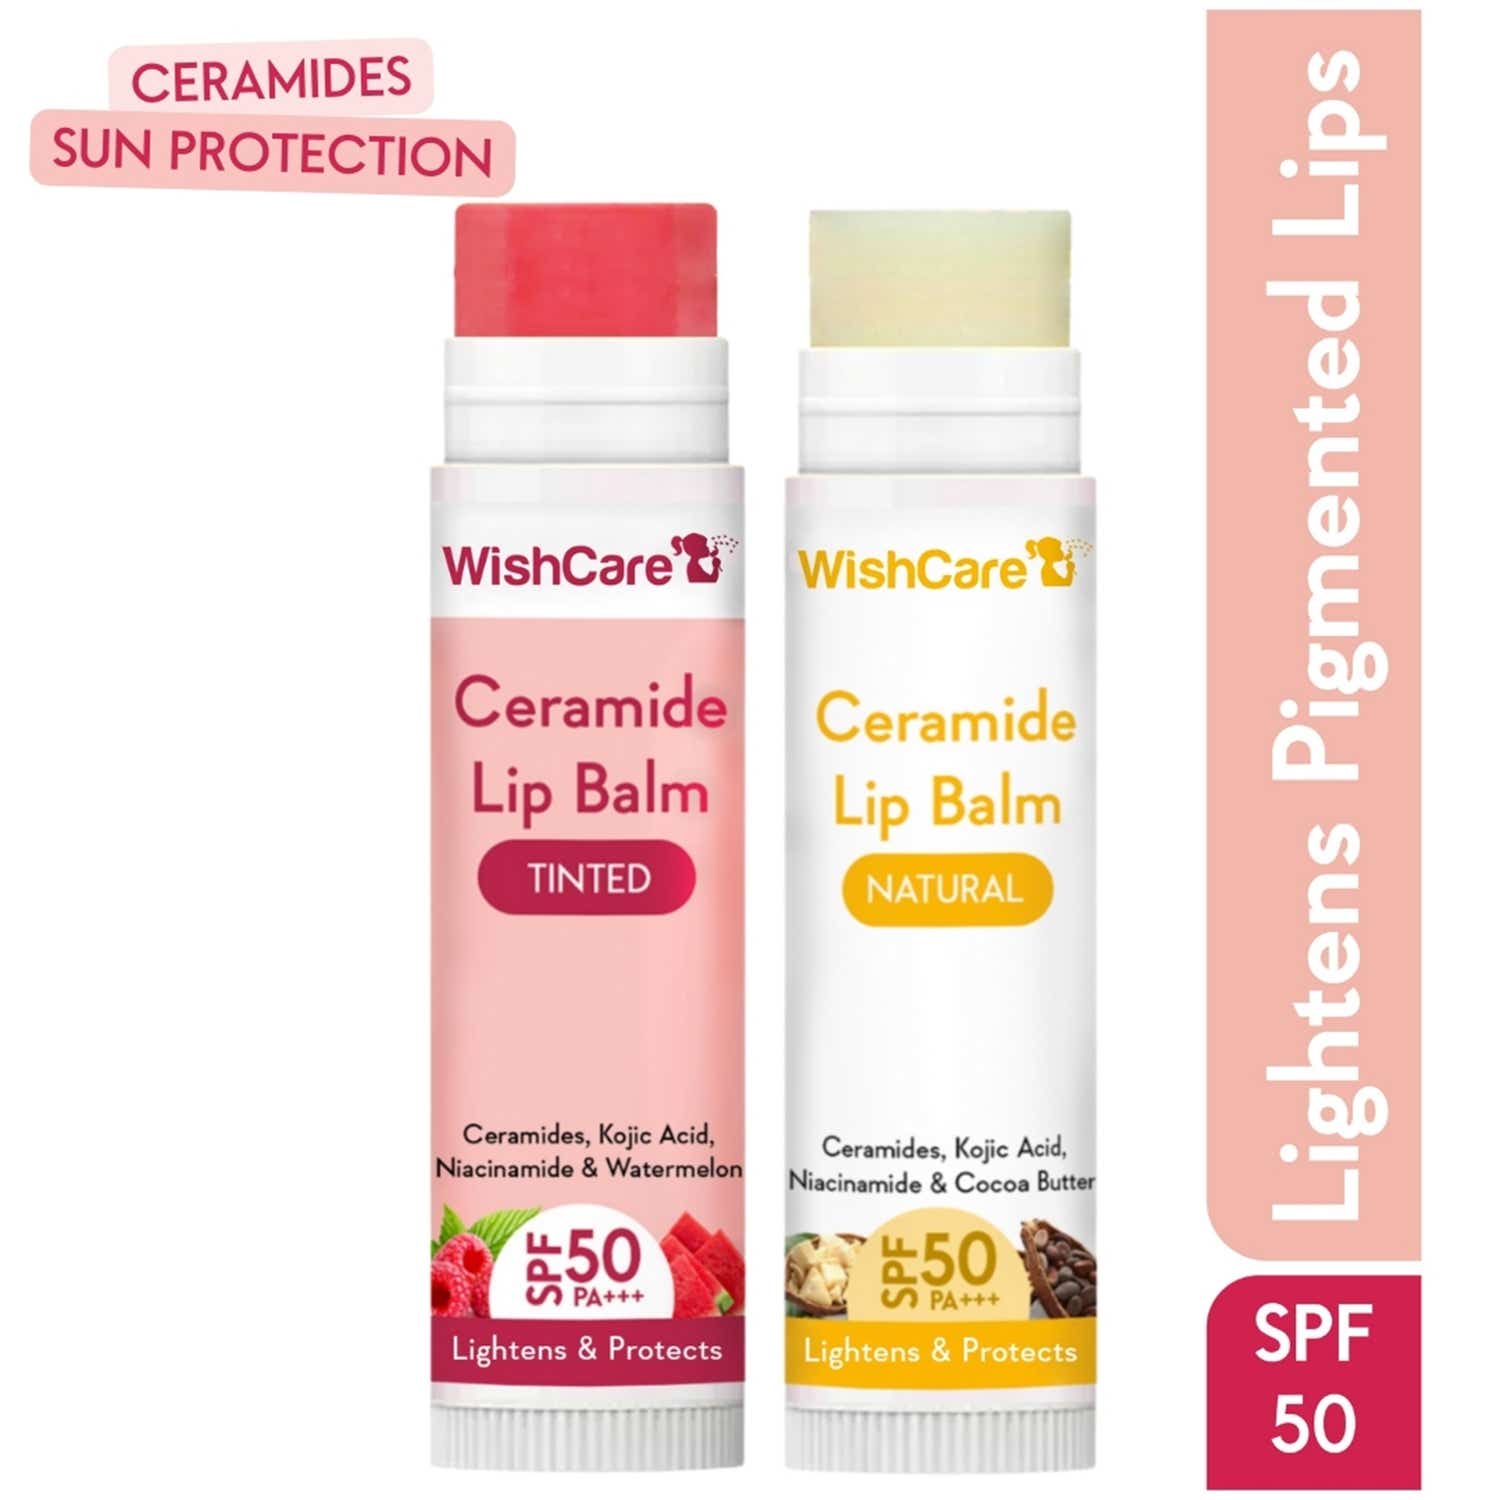 CERAMIDES
SUN PROTECTION
WishCare
Ceramide
Lip Balm
TINTED
Ceramides, Kojic Acid,
Niacinamide & Watermelon
SPF 50
PA+++
Lightens & Protects
WishCare
Ceramide
Lip Balm
NATURAL
Ceramides, Kojic Acid,
Niacinamide & Cocoa Butter
SPF 50
PA+++
Lightens & Protects
Lightens Pigmented Lips
SPF
50